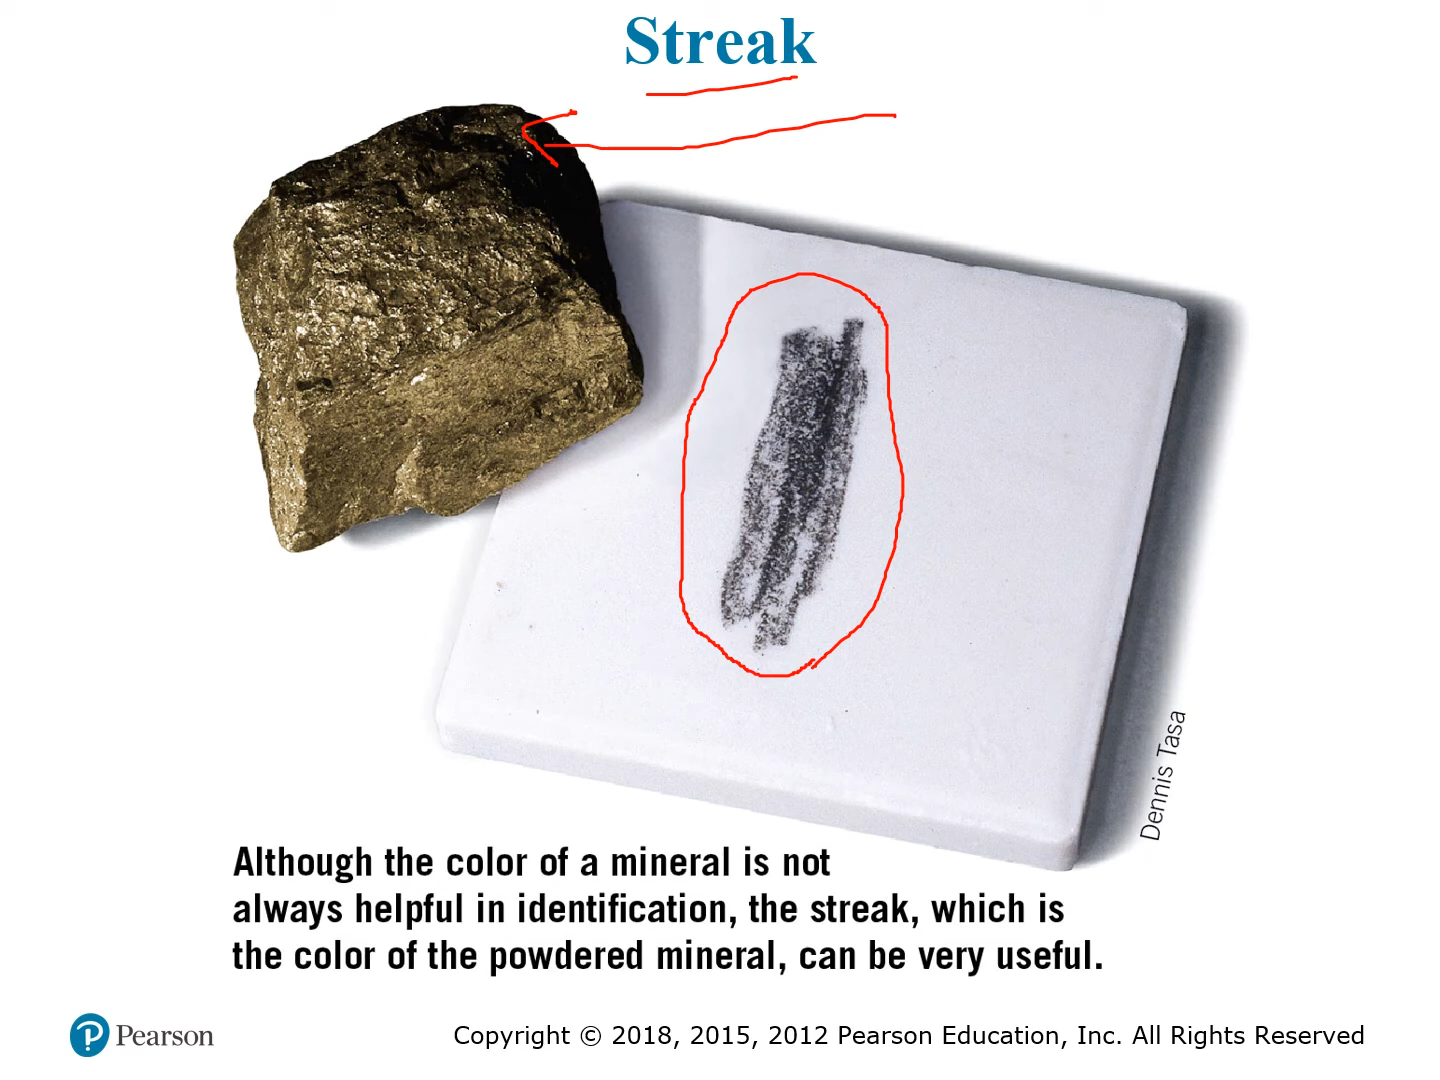 Streak
Dennis Tasa
Although the color of a mineral is not
always helpful in identification, the streak, which is
the color of the powdered mineral, can be very useful.
Pearson
Copyright © 2018, 2015, 2012 Pearson Education, Inc. All Rights Reserved